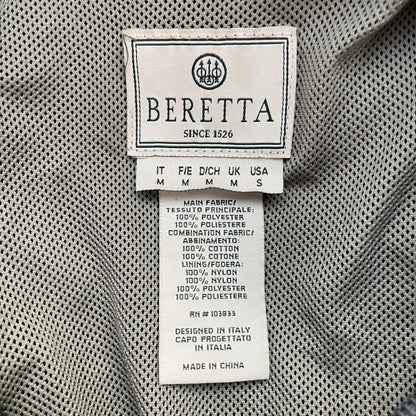 BERETTA
SINCE 1526
IT F/E D/CH UK USA
M M M M S
MAIN FABRIC/
TESSUTO PRINCIPALE:
100% POLYESTER
100% POLIESTERE
COMBINATION FABRIC/
ABBINAMENTO:
100% COTTON
100% COTONE
LINING/FODERA:
100% NYLON
100% NYLON
100% POLYESTER
100% POLIESTERE
RN # 103833
DESIGNED IN ITALY
CAPO PROGETTATO
IN ITALIA
MADE IN CHINA